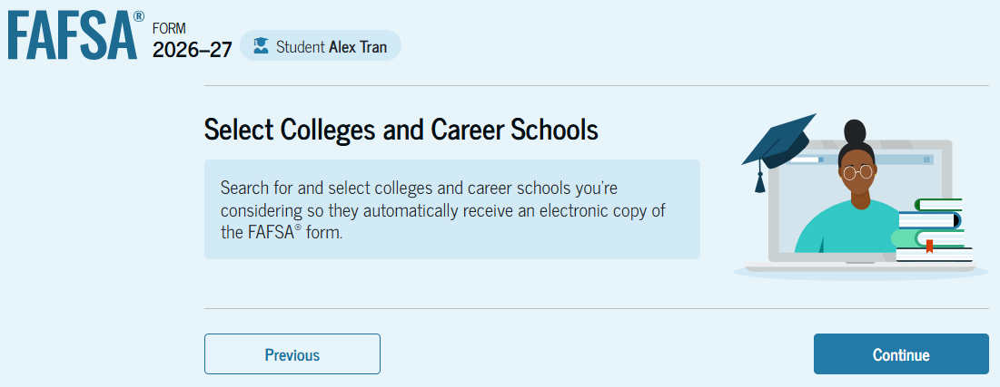 FAFSA®
FORM
2026–27
Student Alex Tran
Select Colleges and Career Schools
Search for and select colleges and career schools you're
considering so they automatically receive an electronic copy of
the FAFSA® form.
Previous
Continue